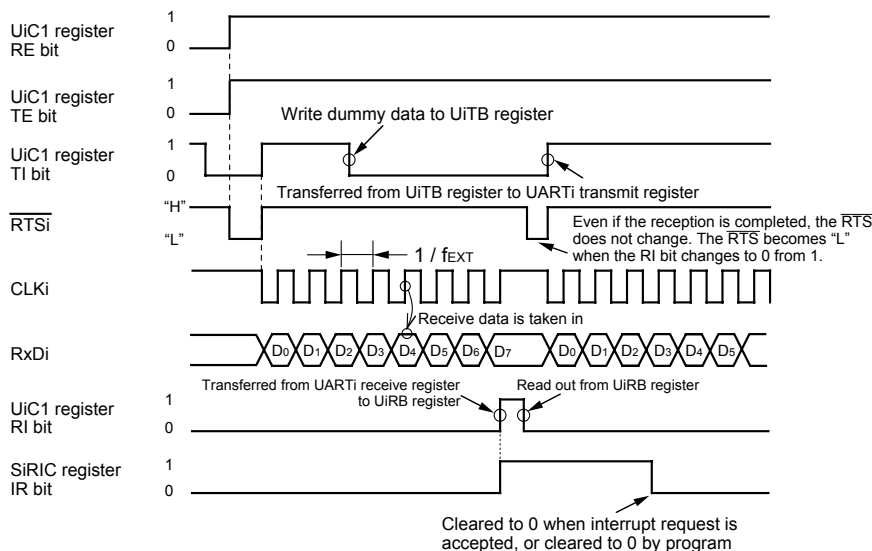 UiC1 register
RE bit
1
0
UiC1 register
TE bit
1
0
Write dummy data to UiTB register
UiC1 register
TI bit
1
0
Transferred from UiTB register to UARTi transmit register
RTSi
“H”
“L”
Even if the reception is completed, the RTS
does not change. The RTS becomes “L”
when the RI bit changes to 0 from 1.
1 / fEXT
CLKi
Receive data is taken in
RxDi
D0 D1 D2 D3 D4 D5 D6 D7 D0 D1 D2 D3 D4 D5
Transferred from UARTi receive register
to UiRB register
Read out from UiRB register
UiC1 register
RI bit
1
0
SiRIC register
IR bit
1
0
Cleared to 0 when interrupt request is
accepted, or cleared to 0 by program